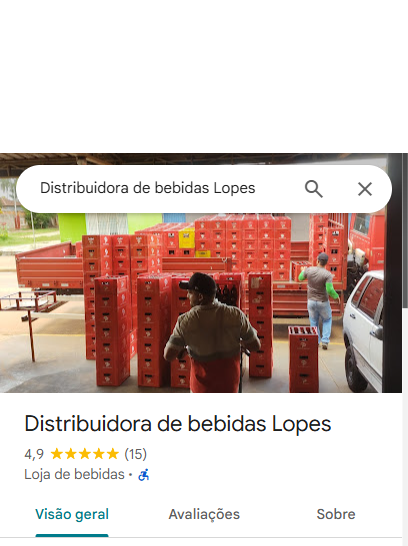 Distribuidora de bebidas Lopes
Distribuidora de bebidas Lopes
4,9 (15)
Loja de bebidas ·
Visão geral Avaliações Sobre